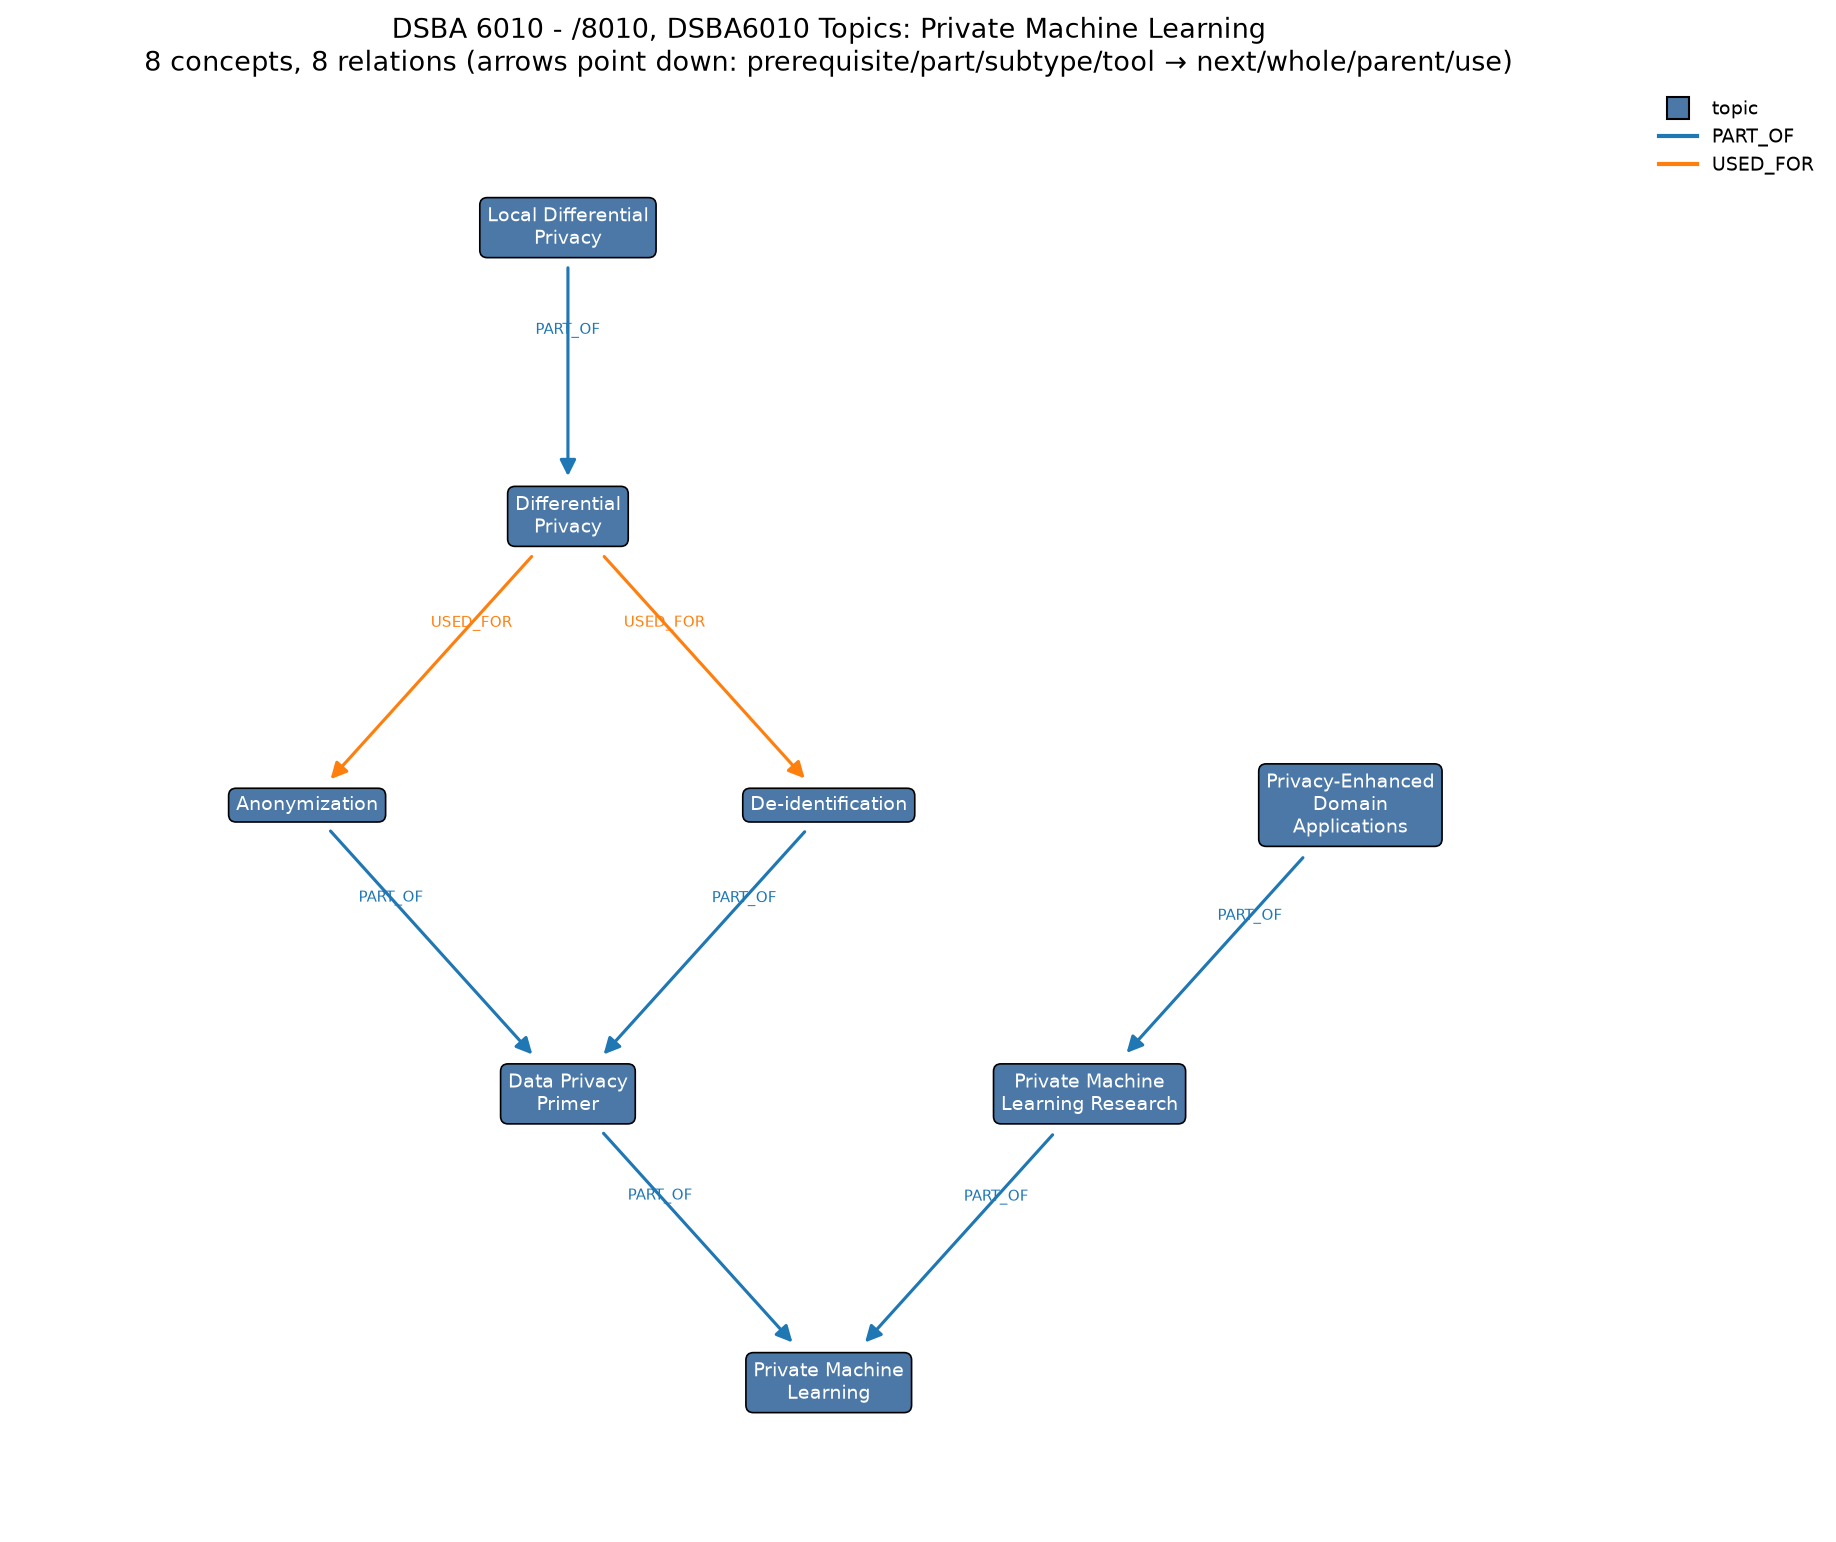 DSBA 6010 - /8010, DSBA6010 Topics: Private Machine Learning
8 concepts, 8 relations (arrows point down: prerequisite/part/subtype/tool → next/whole/parent/use)
topic
PART_OF
USED_FOR
Local Differential
Privacy
PART_OF
Differential
Privacy
USED_FOR
USED_FOR
Anonymization
De-identification
Privacy-Enhanced
Domain
Applications
PART_OF
PART_OF
PART_OF
Data Privacy
Primer
Private Machine
Learning Research
PART_OF
PART_OF
Private Machine
Learning